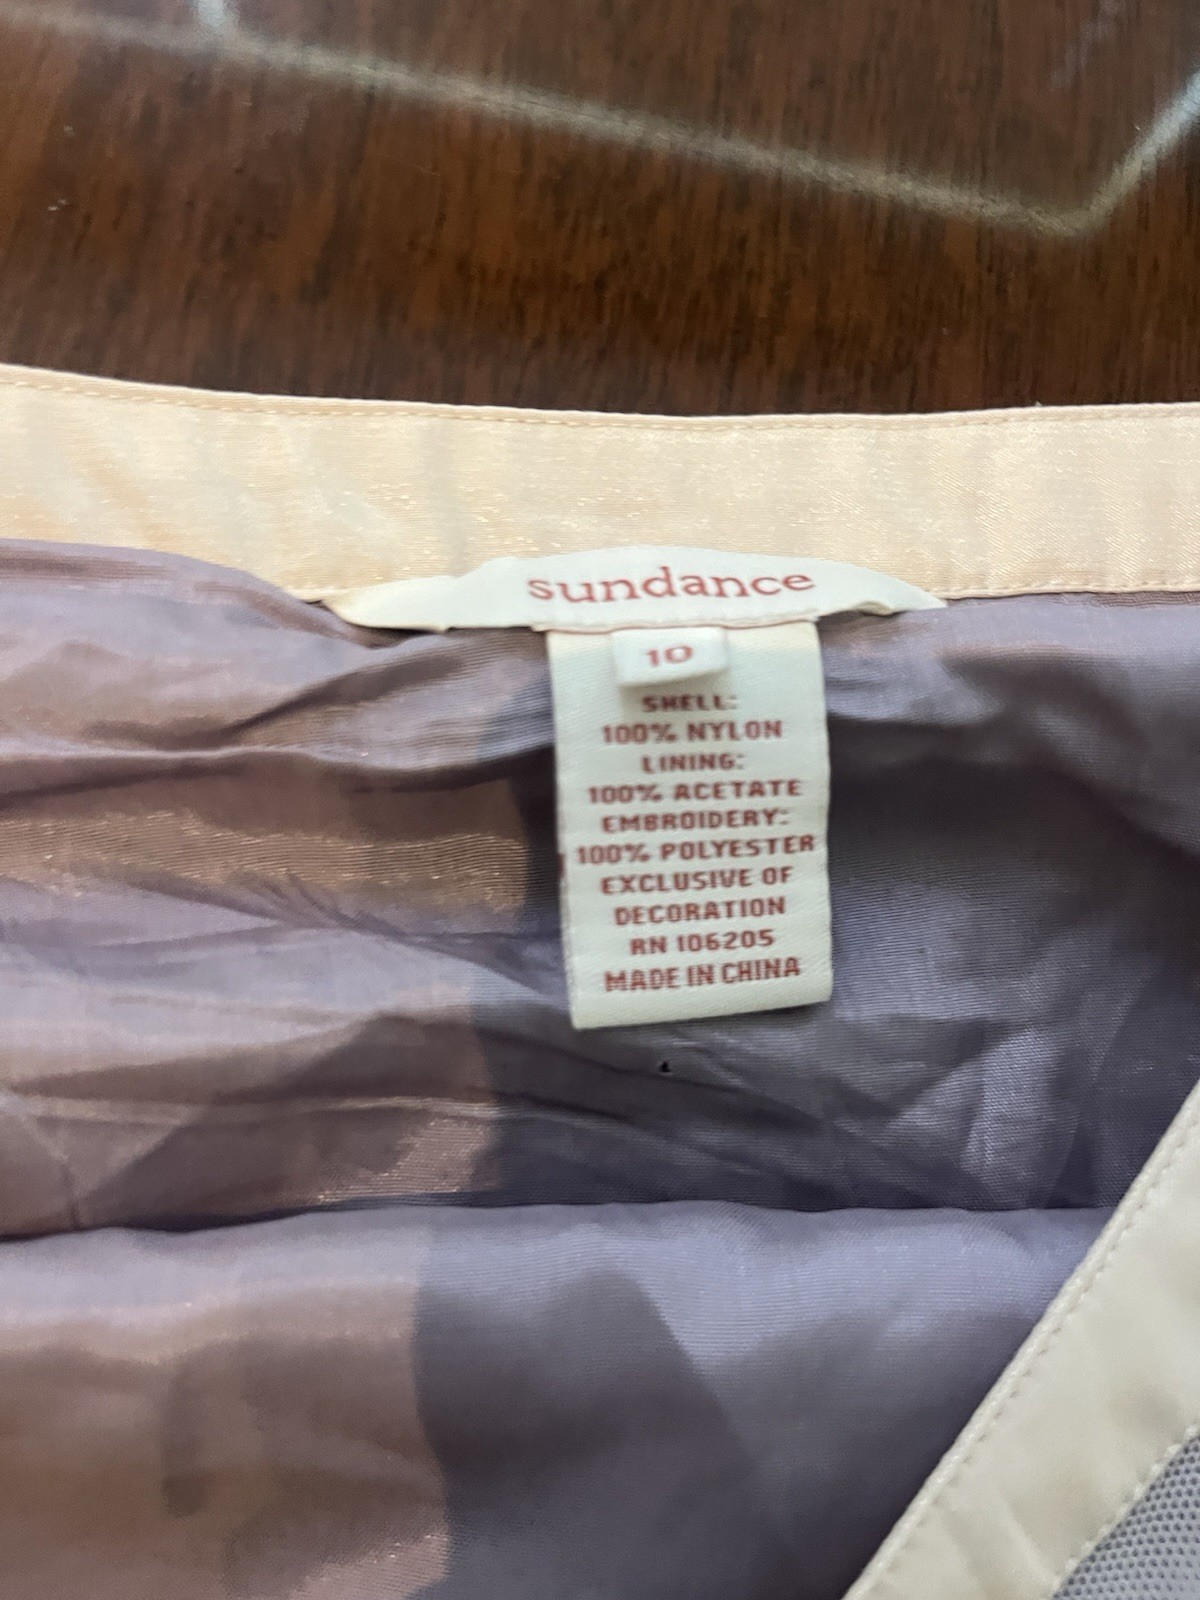 sundance
10
SHELL:
100% NYLON
LINING:
100% ACETATE
EMBROIDERY:
100% POLYESTER
EXCLUSIVE OF
DECORATION
RN 106205
MADE IN CHINA